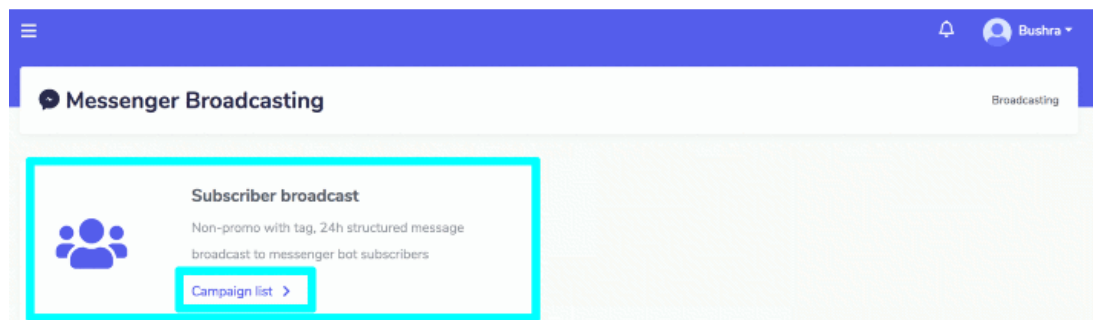 Bushra
Messenger Broadcasting
Broadcasting
Subscriber broadcast
Non-promo with tag, 24h structured message
broadcast to messenger bot subscribers
Campaign list